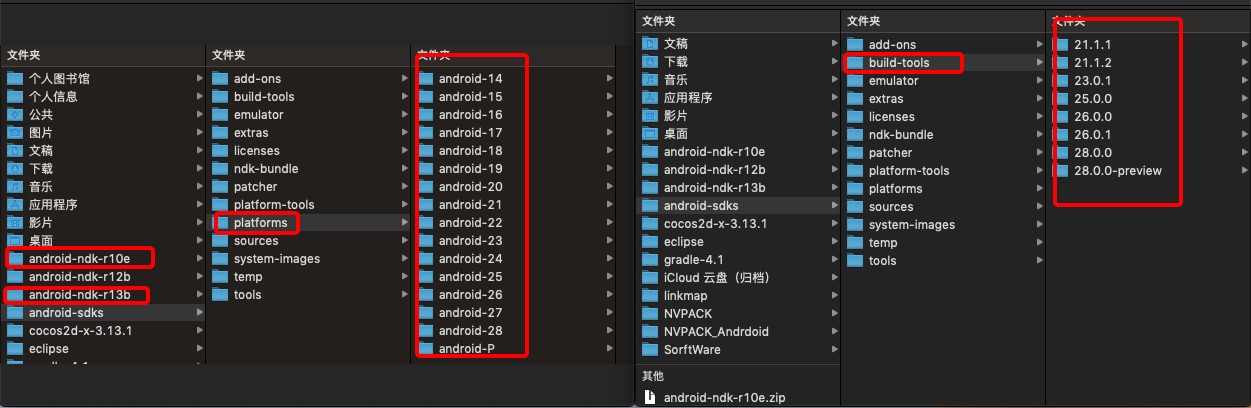 文件夹
个人图书馆
个人信息
公共
图片
文稿
下载
音乐
应用程序
影片
桌面
android-ndk-r10e
android-ndk-r12b
android-ndk-r13b
android-sdks
cocos2d-x-3.13.1
eclipse
gradle-4.1
文件夹
add-ons
build-tools
emulator
extras
licenses
ndk-bundle
patcher
platform-tools
platforms
sources
system-images
temp
tools
文件夹
android-14
android-15
android-16
android-17
android-18
android-19
android-20
android-21
android-22
android-23
android-24
android-25
android-26
android-27
android-28
android-P
文件夹
文稿
下载
音乐
应用程序
影片
桌面
android-ndk-r10e
android-ndk-r12b
android-ndk-r13b
android-sdks
cocos2d-x-3.13.1
eclipse
gradle-4.1
iCloud 云盘（归档）
linkmap
NVPACK
NVPACK_Andrdoid
SorftWare
其他
android-ndk-r10e.zip
文件夹
add-ons
build-tools
emulator
extras
licenses
ndk-bundle
patcher
platform-tools
platforms
sources
system-images
temp
tools
文件夹
21.1.1
21.1.2
23.0.1
25.0.0
26.0.0
26.0.1
28.0.0
28.0.0-preview